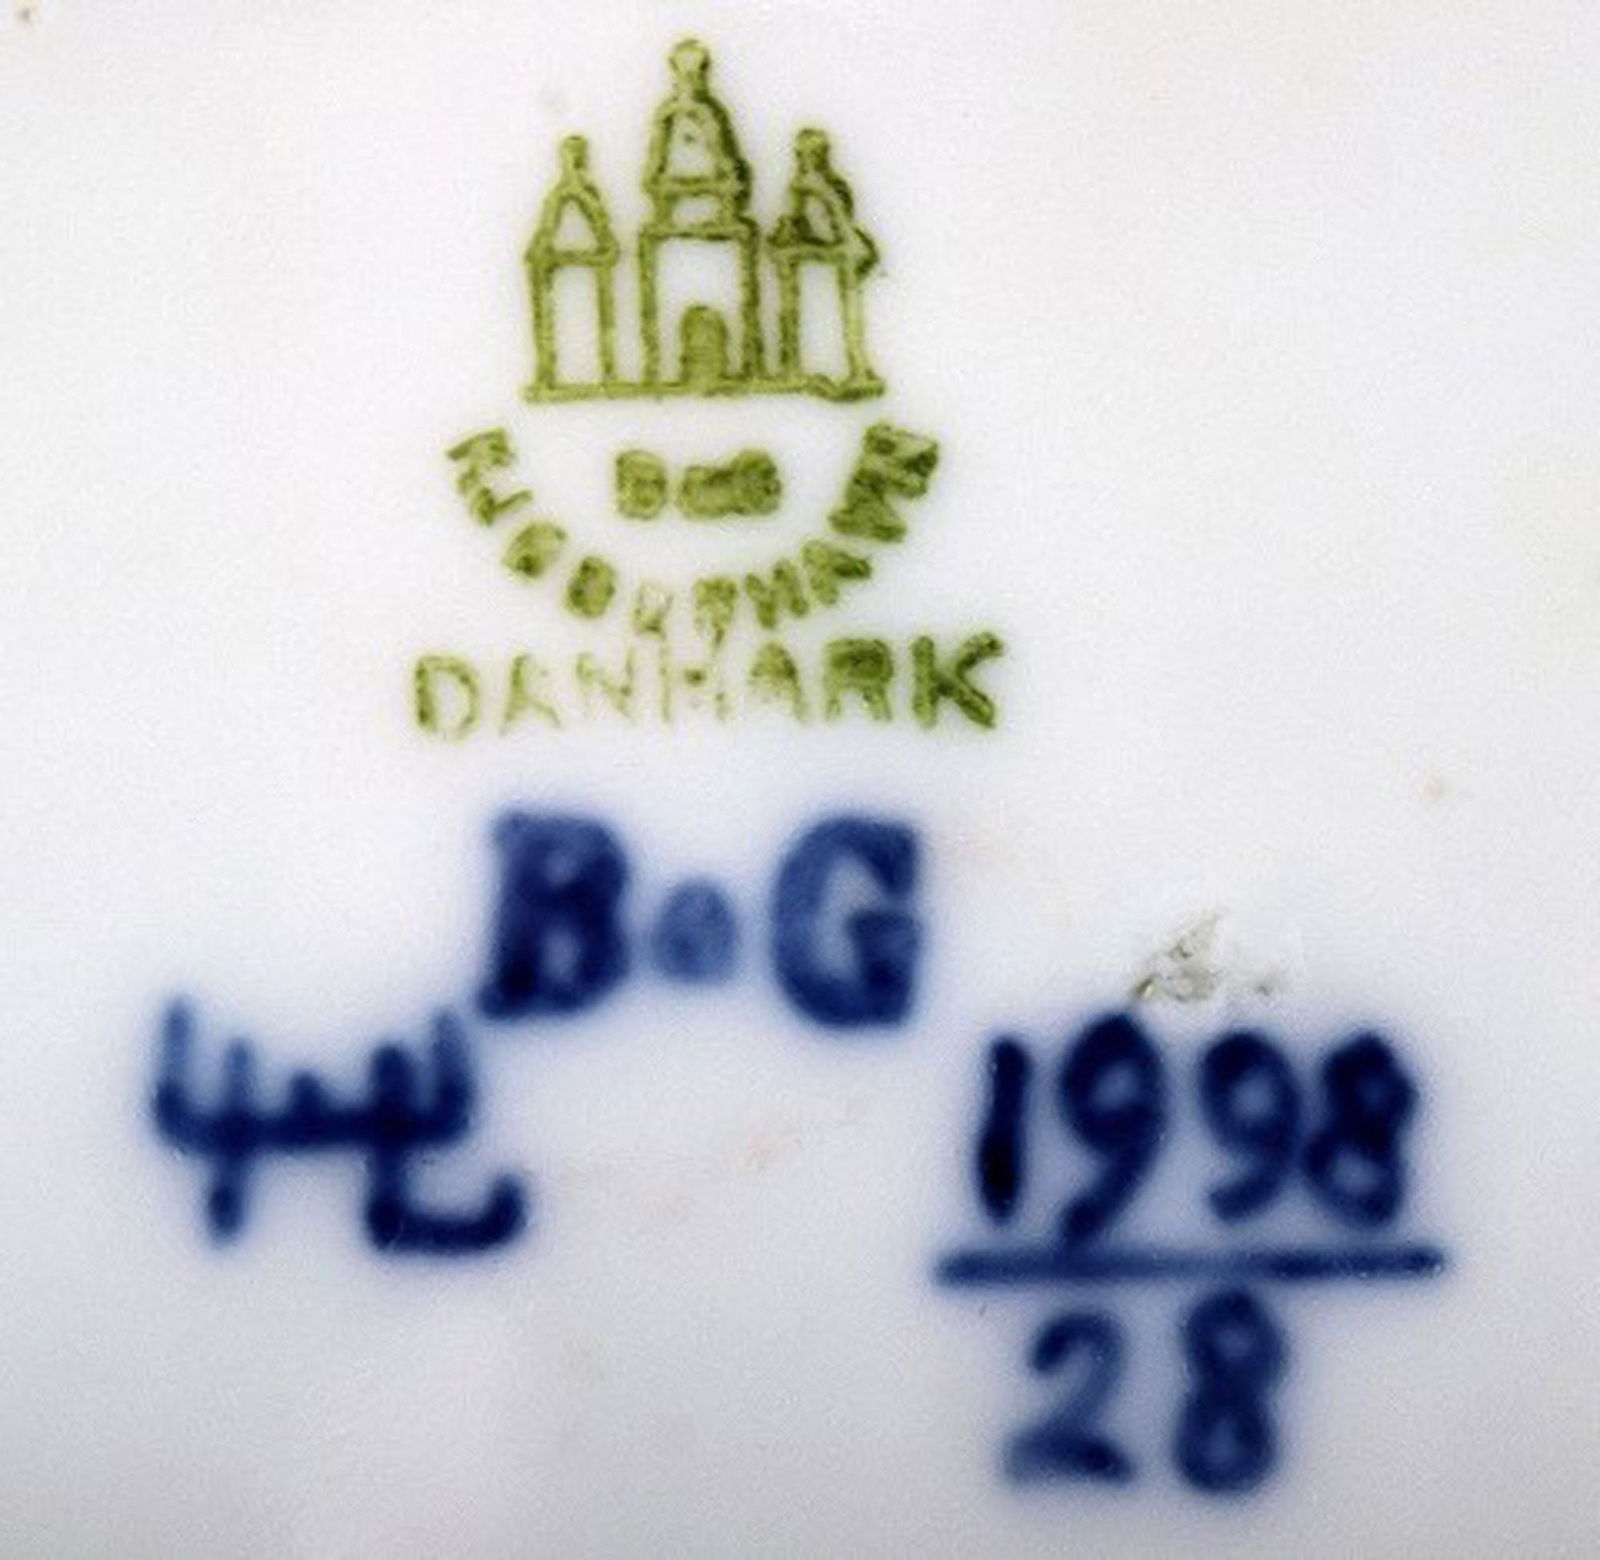 B&G
KJØBENHAVN
DANMARK
B•G
1998
28